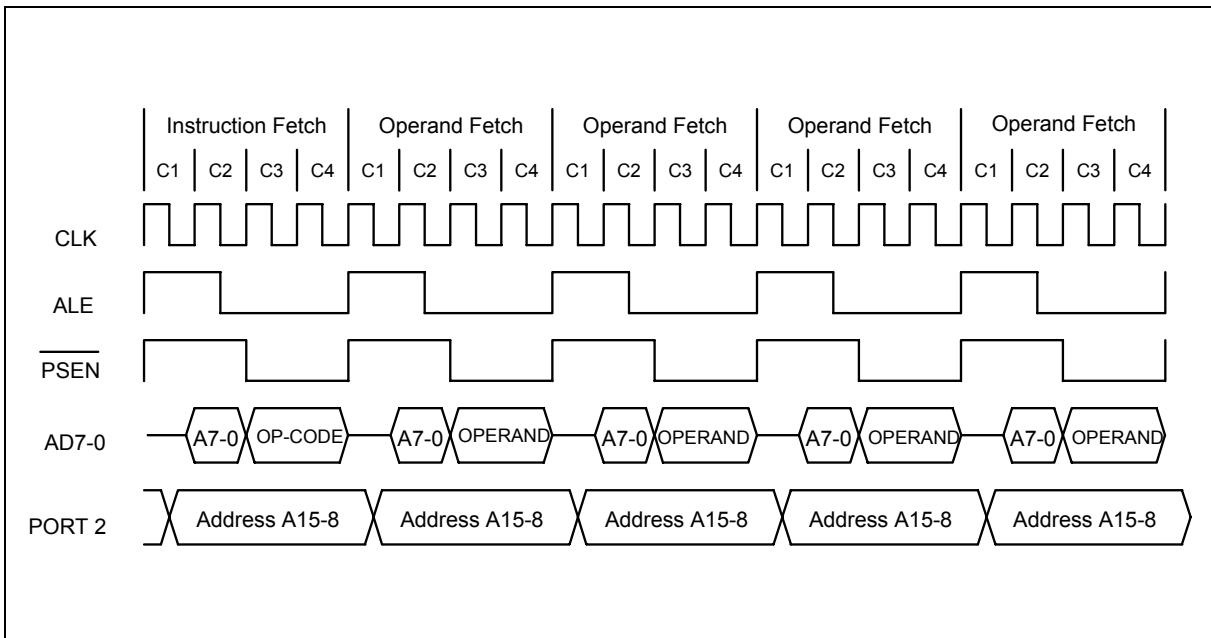 Instruction Fetch Operand Fetch Operand Fetch Operand Fetch Operand Fetch
C1 C2 C3 C4 C1 C2 C3 C4 C1 C2 C3 C4 C1 C2 C3 C4 C1 C2 C3 C4
CLK
ALE
PSEN
AD7-0 A7-0 OP-CODE A7-0 OPERAND A7-0 OPERAND A7-0 OPERAND A7-0 OPERAND
PORT 2 Address A15-8 Address A15-8 Address A15-8 Address A15-8 Address A15-8